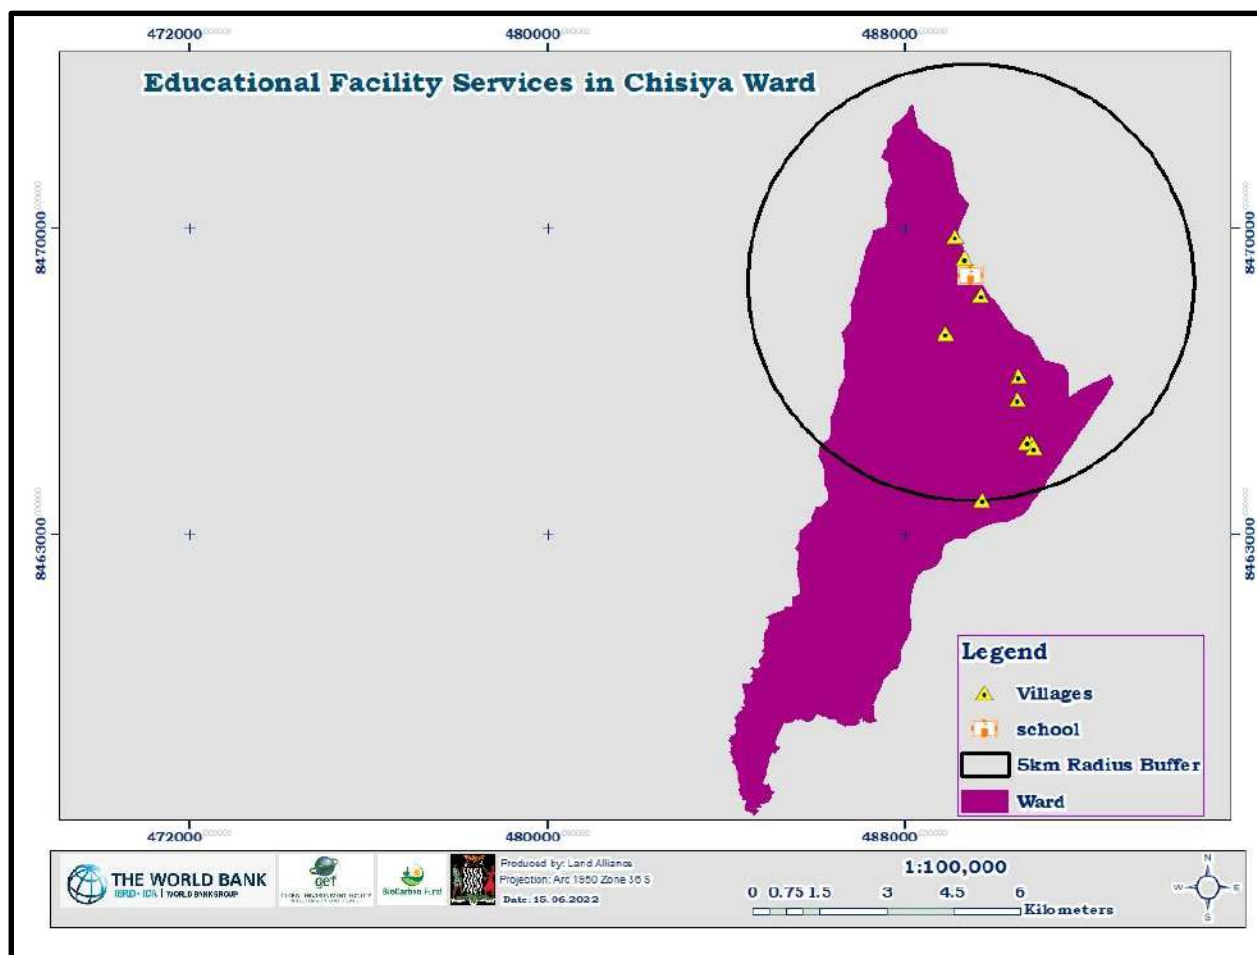 472000 480000 488000
Educational Facility Services in Chisiya Ward
8470000 8470000
8463000 8463000
Legend
Villages
school
5km Radius Buffer
Ward
472000 480000 488000
THE WORLD BANK
IBRD • IDA | WORLD BANK GROUP
gef
BioCarbon Fund
Produced by: Land Alliance
Projection: Arc 1950 Zone 36 S
Date: 15.06.2022
1:100,000
0 0.75 1.5 3 4.5 6
Kilometers
N
W E
S